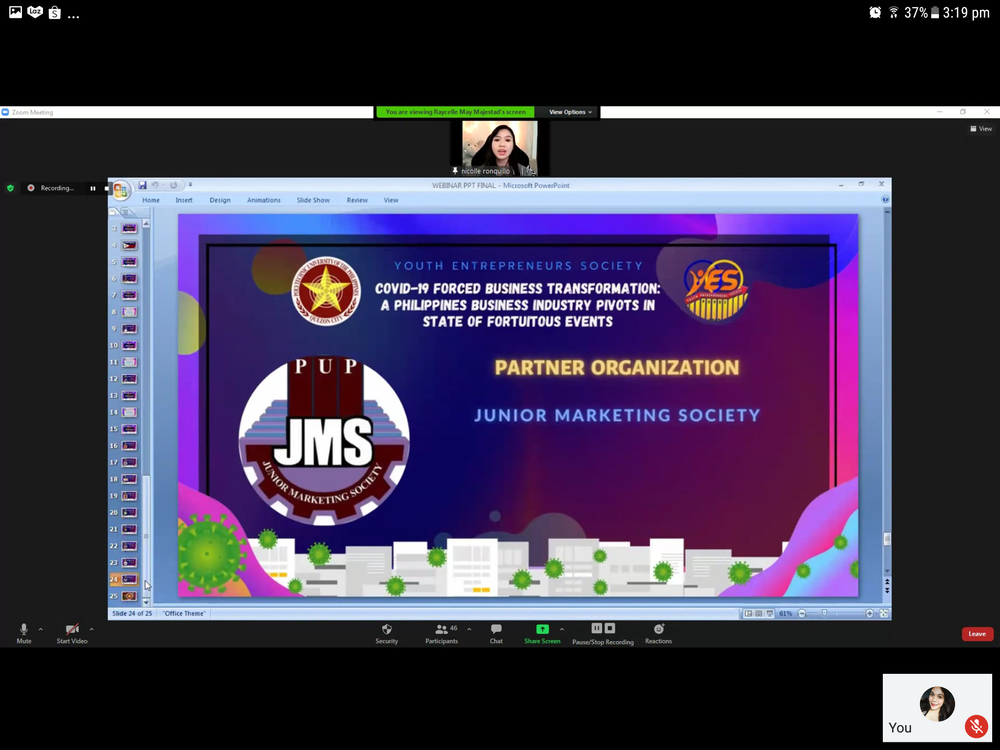 Laz
S
...
37%
3:19 pm
Zoom Meeting
You are viewing Raycelle May Majestad's screen
View Options
View
nicolle ronquillo
Recording...
WEBINAR PPT FINAL - Microsoft PowerPoint
Home
Insert
Design
Animations
Slide Show
Review
View
3
4
5
6
7
8
9
10
11
12
13
14
15
16
17
18
19
20
21
22
23
24
25
POLYTECHNIC UNIVERSITY OF THE PHILIPPINES
QUEZON CITY
YOUTH ENTREPRENEURS SOCIETY
COVID-19 FORCED BUSINESS TRANSFORMATION:
A PHILIPPINES BUSINESS INDUSTRY PIVOTS IN
STATE OF FORTUITOUS EVENTS
YES
YOUTH ENTREPRENEURS SOCIETY
PUPQC
PUP
JMS
JUNIOR MARKETING SOCIETY
PARTNER ORGANIZATION
JUNIOR MARKETING SOCIETY
Slide 24 of 25
"Office Theme"
61%
Mute
Start Video
Security
46
Participants
Chat
Share Screen
Pause/Stop Recording
Reactions
Leave
You